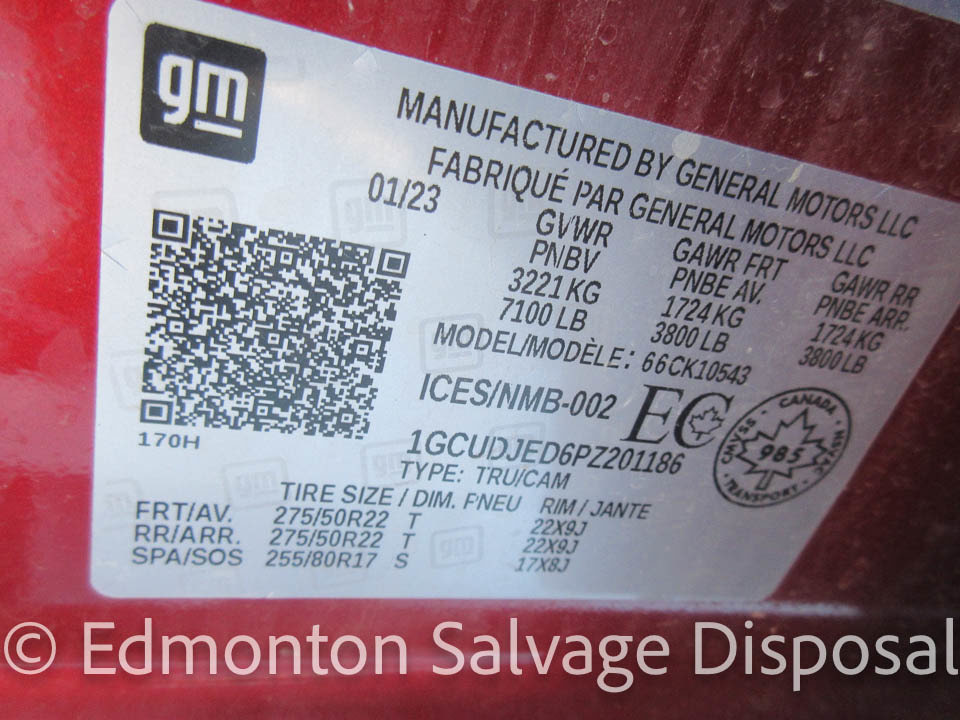 gm
MANUFACTURED BY GENERAL MOTORS LLC
FABRIQUÉ PAR GENERAL MOTORS LLC
01/23
GVWR GAWR FRT GAWR RR
PNBV PNBE AV. PNBE ARR.
3221 KG 1724 KG 1724 KG
7100 LB 3800 LB 3800 LB
MODEL/MODÈLE: 66CK10543
ICES/NMB-002 EC
CANADA
CMVSS 985 NSVAC
TRANSPORT
170H
1GCUDJED6PZ201186
TYPE: TRU/CAM
TIRE SIZE / DIM. PNEU RIM / JANTE
FRT/AV. 275/50R22 T 22X9J
RR/ARR. 275/50R22 T 22X9J
SPA/SOS 255/80R17 S 17X8J
© Edmonton Salvage Disposal